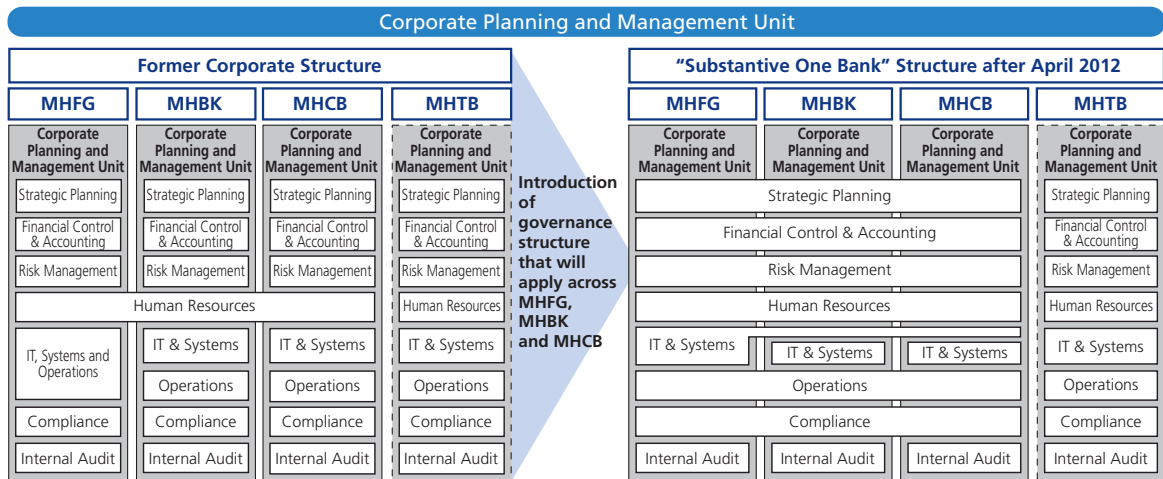 Corporate Planning and Management Unit
Former Corporate Structure
MHFG
MHBK
MHCB
MHTB
Corporate
Planning and
Management Unit
Corporate
Planning and
Management Unit
Corporate
Planning and
Management Unit
Corporate
Planning and
Management Unit
Strategic Planning
Strategic Planning
Strategic Planning
Strategic Planning
Financial Control
& Accounting
Financial Control
& Accounting
Financial Control
& Accounting
Financial Control
& Accounting
Risk Management
Risk Management
Risk Management
Risk Management
Human Resources
Human Resources
IT, Systems and
Operations
IT & Systems
IT & Systems
IT & Systems
Operations
Operations
Operations
Compliance
Compliance
Compliance
Compliance
Internal Audit
Internal Audit
Internal Audit
Internal Audit
Introduction
of
governance
structure
that will
apply across
MHFG,
MHBK
and MHCB
“Substantive One Bank” Structure after April 2012
MHFG
MHBK
MHCB
MHTB
Corporate
Planning and
Management Unit
Corporate
Planning and
Management Unit
Corporate
Planning and
Management Unit
Corporate
Planning and
Management Unit
Strategic Planning
Strategic Planning
Financial Control & Accounting
Financial Control
& Accounting
Risk Management
Risk Management
Human Resources
Human Resources
IT & Systems
IT & Systems
IT & Systems
IT & Systems
Operations
Operations
Compliance
Compliance
Internal Audit
Internal Audit
Internal Audit
Internal Audit